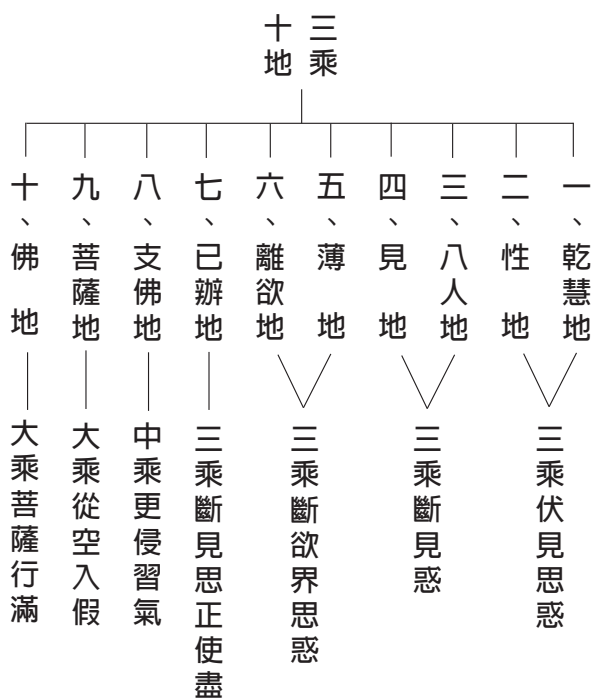 三乘
十地
一、乾慧地
二、性地
三、八人地
四、見地
五、薄地
六、離欲地
七、已辦地
八、支佛地
九、菩薩地
十、佛地
三乘伏見思惑
三乘斷見惑
三乘斷欲界思惑
三乘斷見思正使盡
中乘更侵習氣
大乘從空入假
大乘菩薩行滿